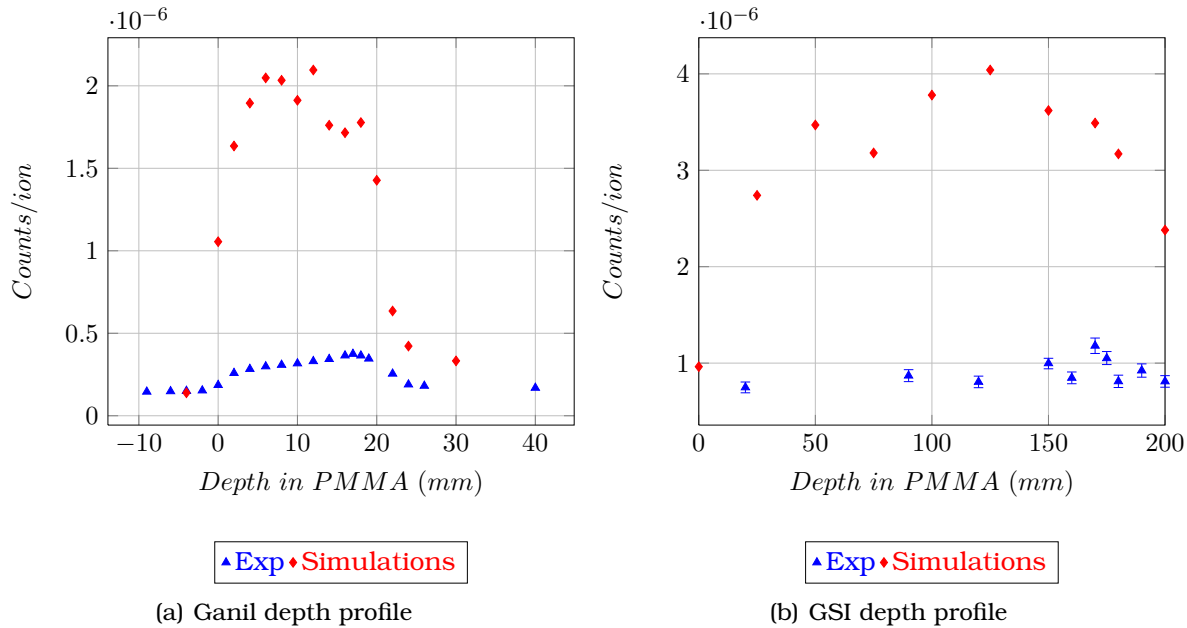 ·10−6
Counts/ion
2
1.5
1
0.5
0
−10 0 10 20 30 40
Depth in PMMA (mm)
Exp Simulations
(a) Ganil depth profile
·10−6
Counts/ion
4
3
2
1
0 50 100 150 200
Depth in PMMA (mm)
Exp Simulations
(b) GSI depth profile